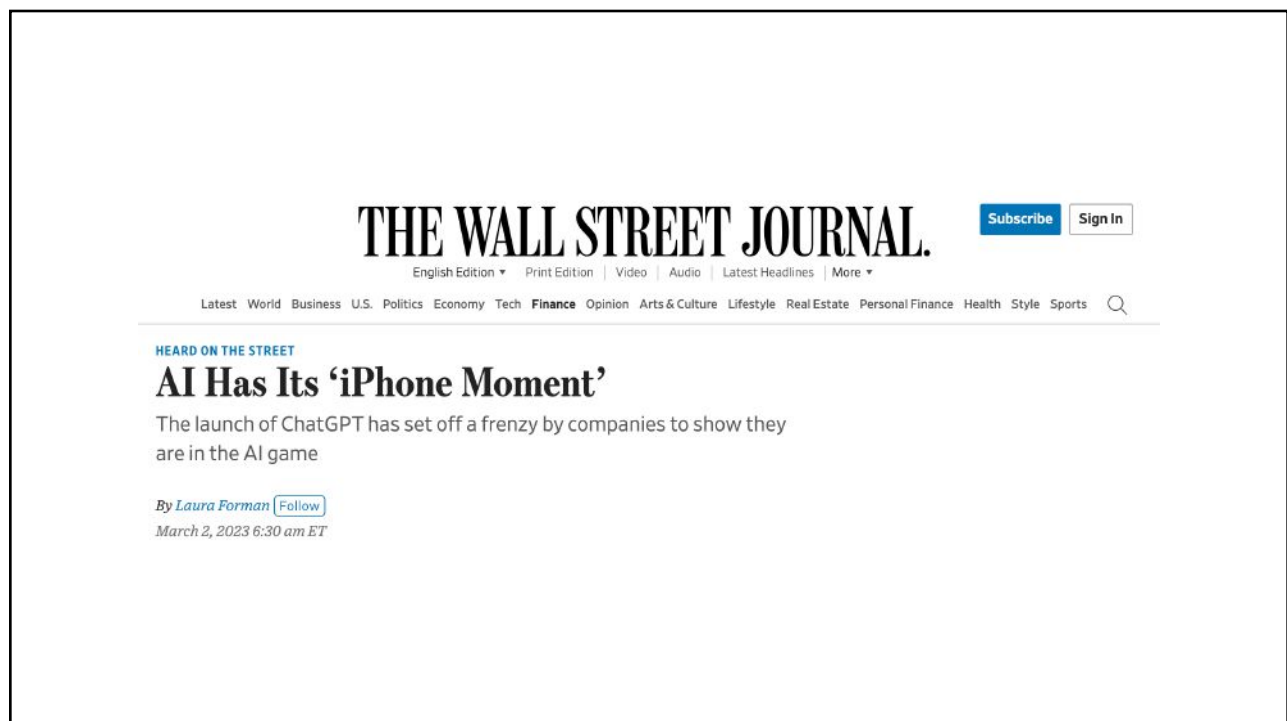 THE WALL STREET JOURNAL.
Subscribe
Sign In
English Edition ▾ Print Edition | Video | Audio | Latest Headlines | More ▾
Latest World Business U.S. Politics Economy Tech Finance Opinion Arts & Culture Lifestyle Real Estate Personal Finance Health Style Sports
HEARD ON THE STREET
AI Has Its ‘iPhone Moment’
The launch of ChatGPT has set off a frenzy by companies to show they
are in the AI game
By Laura Forman Follow
March 2, 2023 6:30 am ET